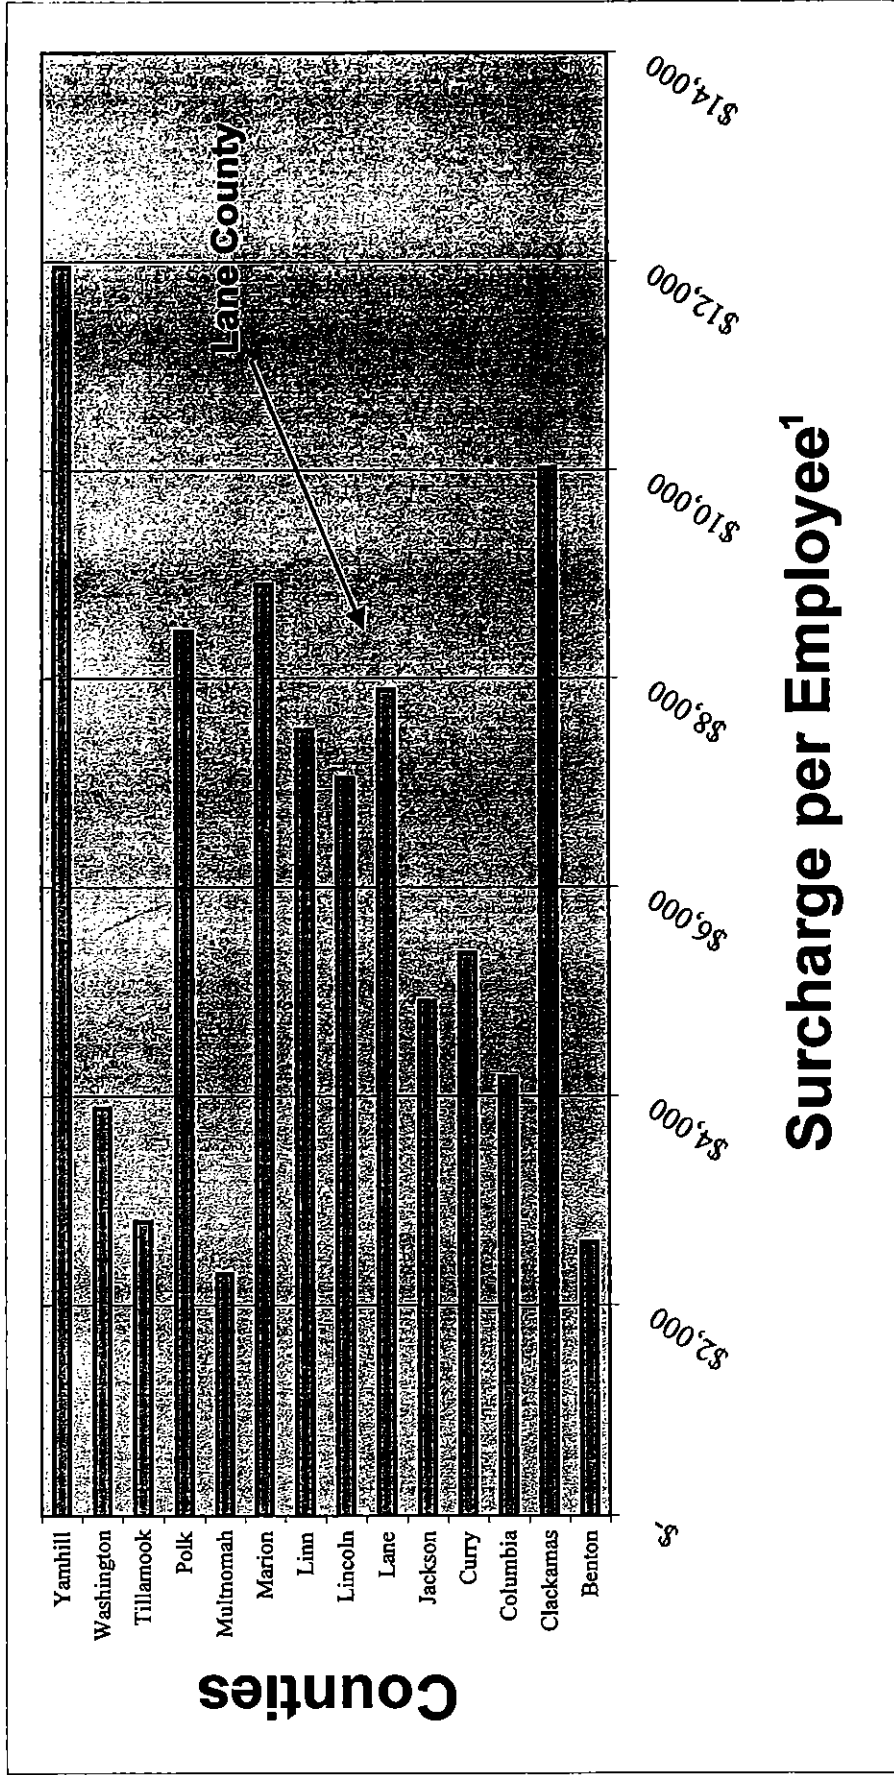 Counties
Yamhill
Washington
Tillamook
Polk
Multnomah
Marion
Linn
Lincoln
Lane
Jackson
Curry
Columbia
Clackamas
Benton
Lane County
$-
$2,000
$4,000
$6,000
$8,000
$10,000
$12,000
$14,000
Surcharge per Employee¹